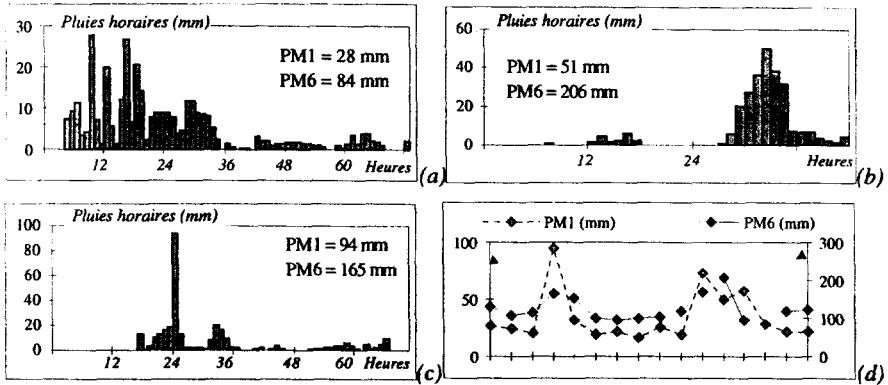 Pluies horaires (mm)
30
20
10
0
PM1 = 28 mm
PM6 = 84 mm
12 24 36 48 60 Heures
(a)
Pluies horaires (mm)
60
40
20
0
PM1 = 51 mm
PM6 = 206 mm
12 24 Heures
(b)
Pluies horaires (mm)
100
80
60
40
20
0
PM1 = 94 mm
PM6 = 165 mm
12 24 36 48 60 Heures
(c)
PM1 (mm) PM6 (mm)
100
50
0
300
200
100
0
(d)